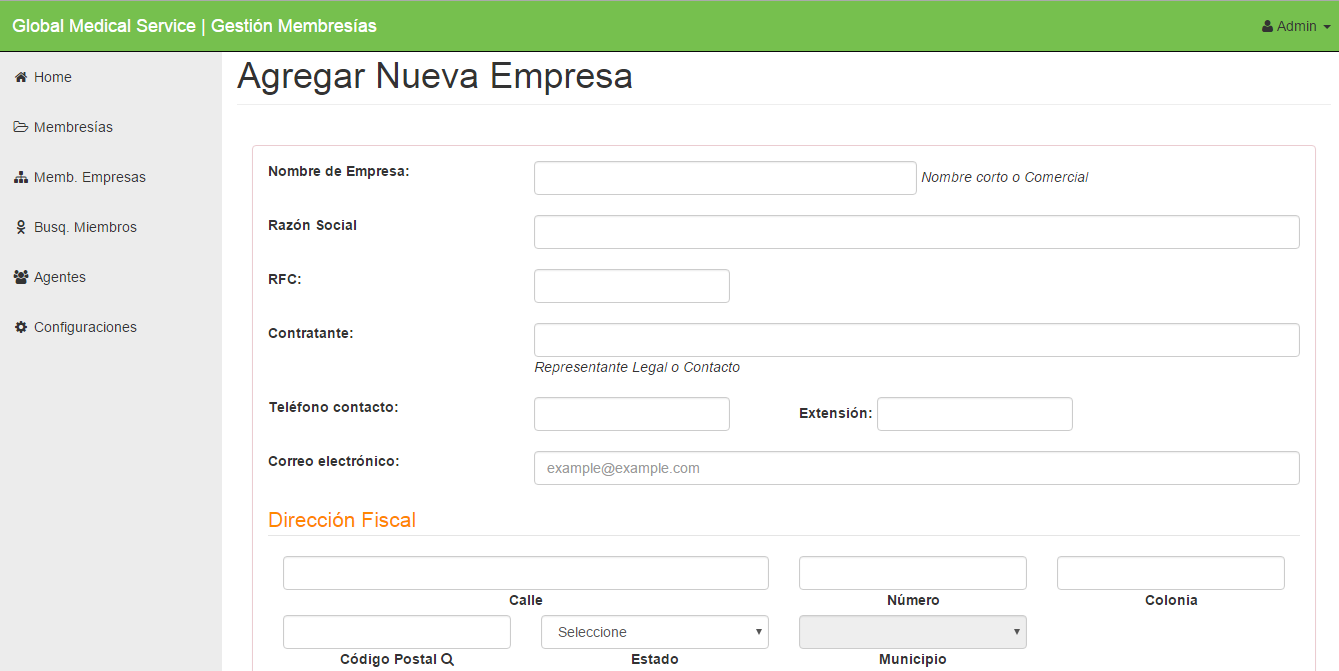 Global Medical Service | Gestión Membresías
Admin
Home
Membresías
Memb. Empresas
Busq. Miembros
Agentes
Configuraciones
Agregar Nueva Empresa
Nombre de Empresa:
Nombre corto o Comercial
Razón Social
RFC:
Contratante:
Representante Legal o Contacto
Teléfono contacto:
Extensión:
Correo electrónico:
example@example.com
Dirección Fiscal
Calle
Número
Colonia
Seleccione
Código Postal
Estado
Municipio